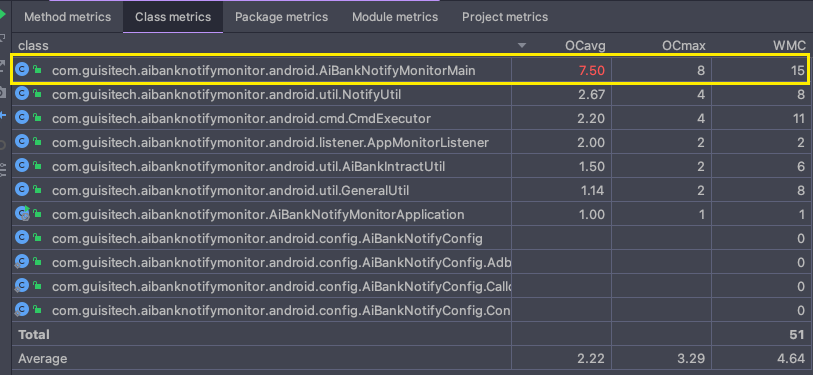 Method metrics Class metrics Package metrics Module metrics Project metrics
class OCavg OCmax WMC
com.guisitech.aibanknotifymonitor.android.AiBankNotifyMonitorMain 7.50 8 15
com.guisitech.aibanknotifymonitor.android.util.NotifyUtil 2.67 4 8
com.guisitech.aibanknotifymonitor.android.cmd.CmdExecutor 2.20 4 11
com.guisitech.aibanknotifymonitor.android.listener.AppMonitorListener 2.00 2 2
com.guisitech.aibanknotifymonitor.android.util.AiBankIntractUtil 1.50 2 6
com.guisitech.aibanknotifymonitor.android.util.GeneralUtil 1.14 2 8
com.guisitech.aibanknotifymonitor.AiBankNotifyMonitorApplication 1.00 1 1
com.guisitech.aibanknotifymonitor.android.config.AiBankNotifyConfig 0
com.guisitech.aibanknotifymonitor.android.config.AiBankNotifyConfig.Adb 0
com.guisitech.aibanknotifymonitor.android.config.AiBankNotifyConfig.Callc 0
com.guisitech.aibanknotifymonitor.android.config.AiBankNotifyConfig.Con 0
Total 51
Average 2.22 3.29 4.64